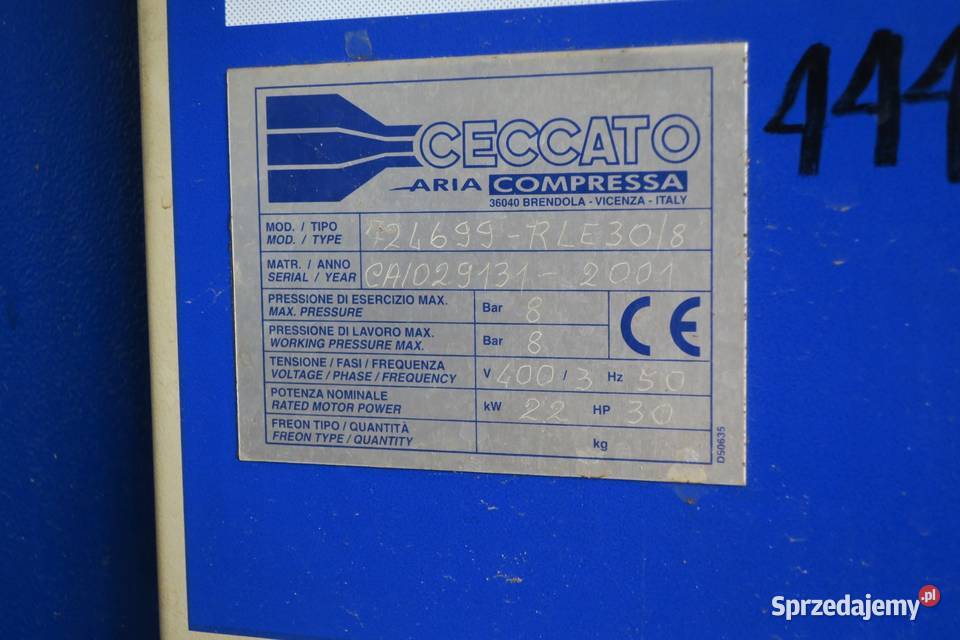 444
CECCATO
ARIA COMPRESSA
36040 BRENDOLA - VICENZA - ITALY
MOD. / TIPO
MOD. / TYPE
724699-RLE30/8
MATR. / ANNO
SERIAL / YEAR
CAI029131 - 2001
PRESSIONE DI ESERCIZIO MAX.
MAX. PRESSURE
Bar 8
CE
PRESSIONE DI LAVORO MAX.
WORKING PRESSURE MAX.
Bar 8
TENSIONE / FASI / FREQUENZA
VOLTAGE / PHASE / FREQUENCY
V 400 / 3 Hz 50
POTENZA NOMINALE
RATED MOTOR POWER
kW 22 HP 30
FREON TIPO / QUANTITÀ
FREON TYPE / QUANTITY
kg
D50635
Sprzedajemy.pl